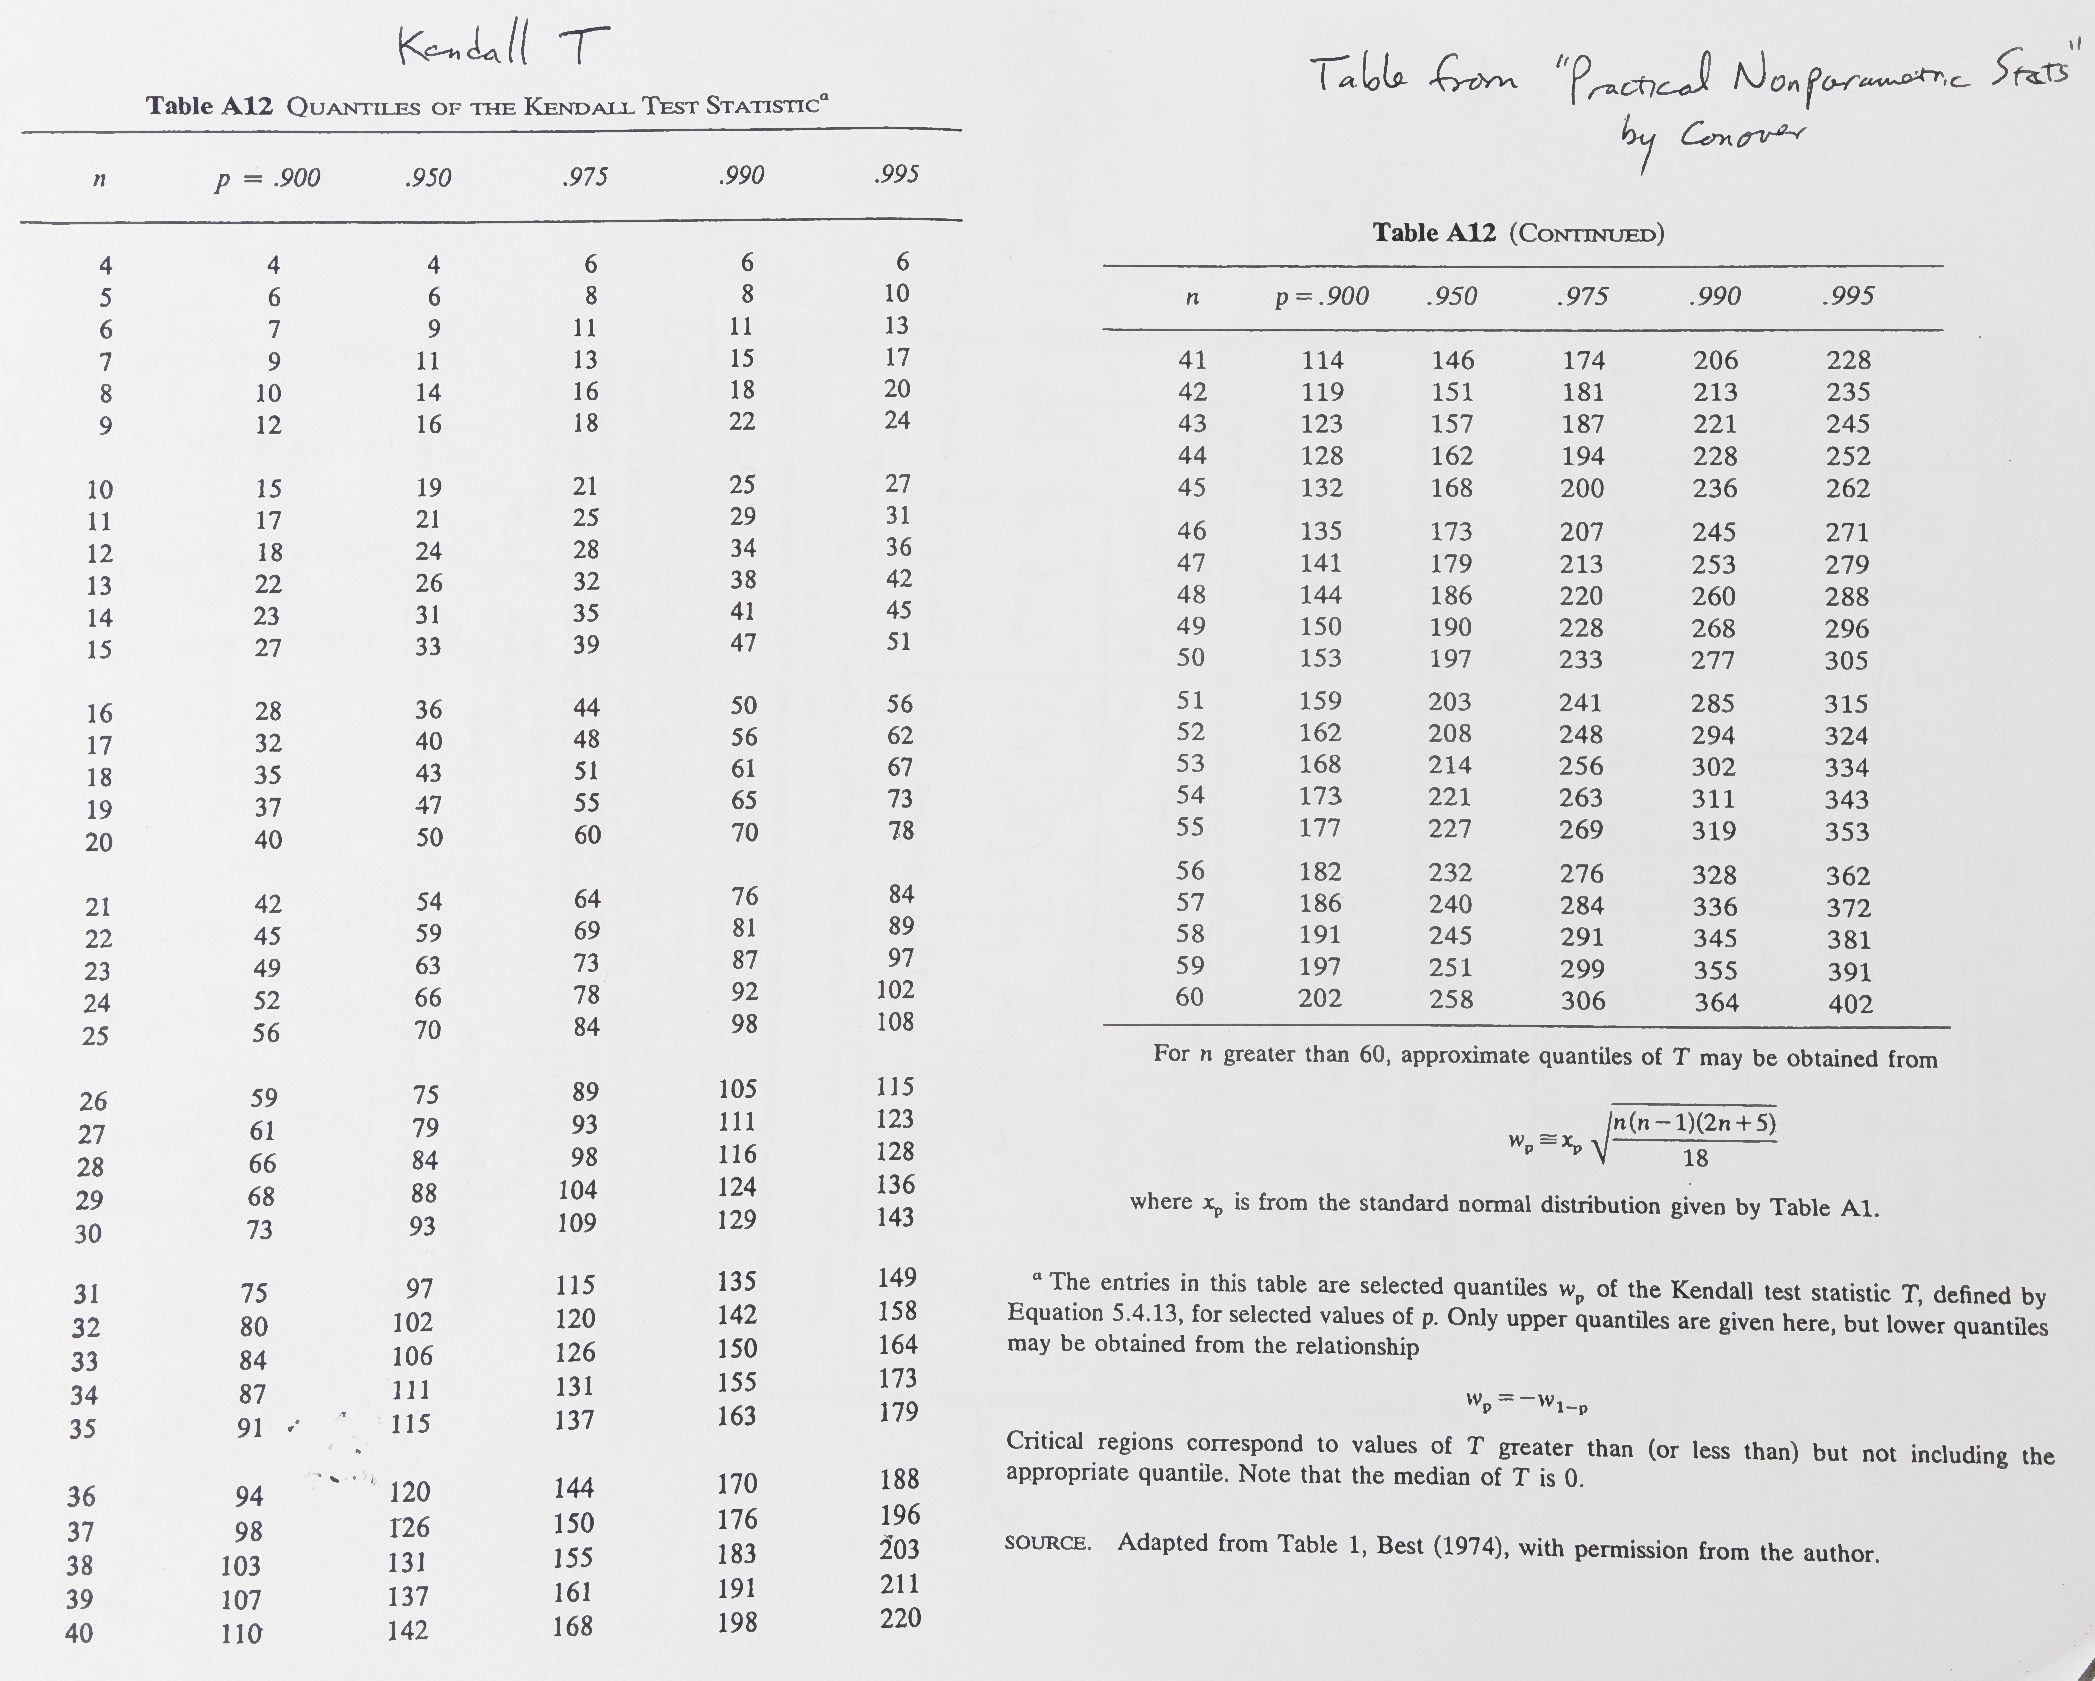 Kendall T
Table A12 QUANTILES OF THE KENDALL TEST STATISTICᵃ
n p = .900 .950 .975 .990 .995
4 4 4 6 6 6
5 6 6 8 8 10
6 7 9 11 11 13
7 9 11 13 15 17
8 10 14 16 18 20
9 12 16 18 22 24
10 15 19 21 25 27
11 17 21 25 29 31
12 18 24 28 34 36
13 22 26 32 38 42
14 23 31 35 41 45
15 27 33 39 47 51
16 28 36 44 50 56
17 32 40 48 56 62
18 35 43 51 61 67
19 37 47 55 65 73
20 40 50 60 70 78
21 42 54 64 76 84
22 45 59 69 81 89
23 49 63 73 87 97
24 52 66 78 92 102
25 56 70 84 98 108
26 59 75 89 105 115
27 61 79 93 111 123
28 66 84 98 116 128
29 68 88 104 124 136
30 73 93 109 129 143
31 75 97 115 135 149
32 80 102 120 142 158
33 84 106 126 150 164
34 87 111 131 155 173
35 91 115 137 163 179
36 94 120 144 170 188
37 98 126 150 176 196
38 103 131 155 183 203
39 107 137 161 191 211
40 110 142 168 198 220
Table from "Practical Nonparametric Stats"
by Conover
Table A12 (CONTINUED)
n p = .900 .950 .975 .990 .995
41 114 146 174 206 228
42 119 151 181 213 235
43 123 157 187 221 245
44 128 162 194 228 252
45 132 168 200 236 262
46 135 173 207 245 271
47 141 179 213 253 279
48 144 186 220 260 288
49 150 190 228 268 296
50 153 197 233 277 305
51 159 203 241 285 315
52 162 208 248 294 324
53 168 214 256 302 334
54 173 221 263 311 343
55 177 227 269 319 353
56 182 232 276 328 362
57 186 240 284 336 372
58 191 245 291 345 381
59 197 251 299 355 391
60 202 258 306 364 402
For n greater than 60, approximate quantiles of T may be obtained from
wₚ ≅ xₚ √(n(n − 1)(2n + 5) / 18)
where xₚ is from the standard normal distribution given by Table A1.
ᵃ The entries in this table are selected quantiles wₚ of the Kendall test statistic T, defined by
Equation 5.4.13, for selected values of p. Only upper quantiles are given here, but lower quantiles
may be obtained from the relationship
wₚ = −w₁₋ₚ
Critical regions correspond to values of T greater than (or less than) but not including the
appropriate quantile. Note that the median of T is 0.
SOURCE. Adapted from Table 1, Best (1974), with permission from the author.